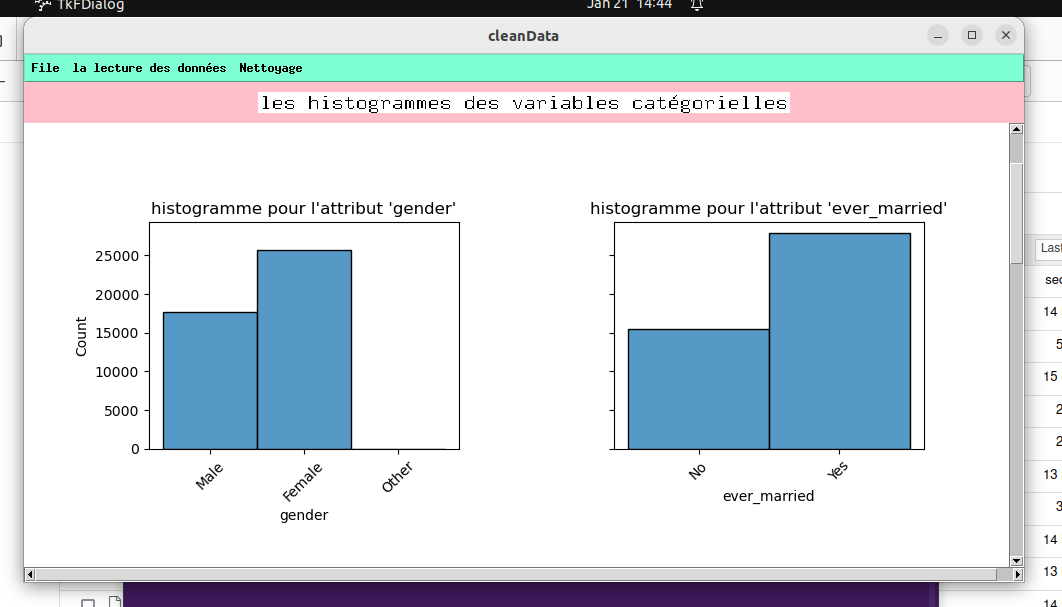 TkFDialog
Jan 21 14:44
cleanData
File la lecture des données Nettoyage
les histogrammes des variables catégorielles
histogramme pour l'attribut 'gender'
25000
20000
15000
10000
5000
0
Count
Male
Female
Other
gender
histogramme pour l'attribut 'ever_married'
No
Yes
ever_married
Last
sec
14
5
15
2
2
13
3
14
13
14